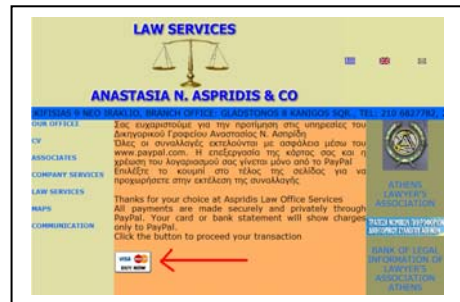 LAW SERVICES
ANASTASIA N. ASPRIDIS & CO
KIFISIAS 9 NEO IRAKLIO, BRANCH OFFICE: GLADSTONOS 8 KANIGOS SQR., TEL: 210 6827782,
OUR OFFICES
CV
ASSOCIATES
COMPANY SERVICES
LAW SERVICES
MAPS
COMMUNICATION
Σας ευχαριστούμε για την προτίμηση στις υπηρεσίες του
Δικηγορικού Γραφείου Αναστασίας Ν. Ασπρίδη
Όλες οι συναλλαγές εκτελούνται με ασφάλεια μέσω του
www.paypal.com. Η επεξεργασία της κάρτας σας και η
χρέωση του λογαριασμού σας γίνεται μόνο από το PayPal
Επιλέξτε το κουμπί στο τέλος της σελίδας για να
προχωρήσετε στην εκτέλεση της συναλλαγής
Thanks for your choice at Aspridis Law Office Services
All payments are made securely and privately through
PayPal. Your card or bank statement will show charges
only to PayPal.
Click the button to proceed your transaction
VISA
BUY NOW
ATHENS
LAWYER'S
ASSOCIATION
BANK OF LEGAL
INFORMATION OF
LAWYER'S
ASSOCIATION
ATHENS